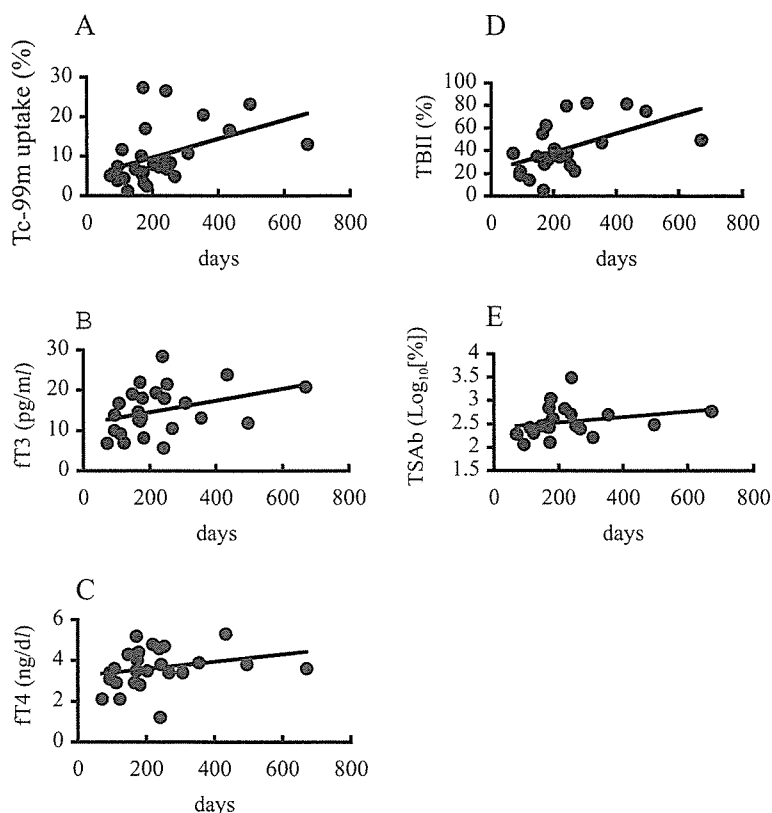 A
Tc-99m uptake (%)
30
20
10
0
0 200 400 600 800
days
B
fT3 (pg/ml)
30
20
10
0
0 200 400 600 800
days
C
fT4 (ng/dl)
6
4
2
0
0 200 400 600 800
days
D
TBII (%)
100
80
60
40
20
0
0 200 400 600 800
days
E
TSAb (Log10[%])
4
3.5
3
2.5
2
1.5
0 200 400 600 800
days